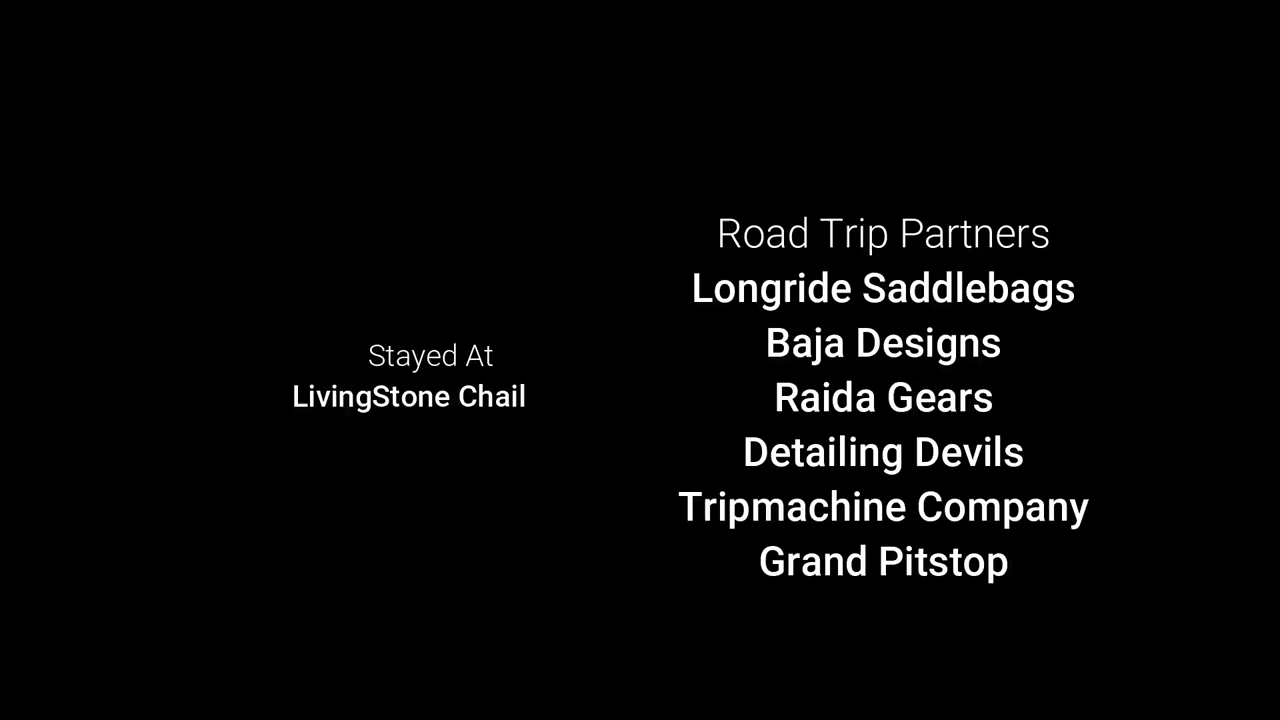 Stayed At
LivingStone Chail
Road Trip Partners
Longride Saddlebags
Baja Designs
Raida Gears
Detailing Devils
Tripmachine Company
Grand Pitstop